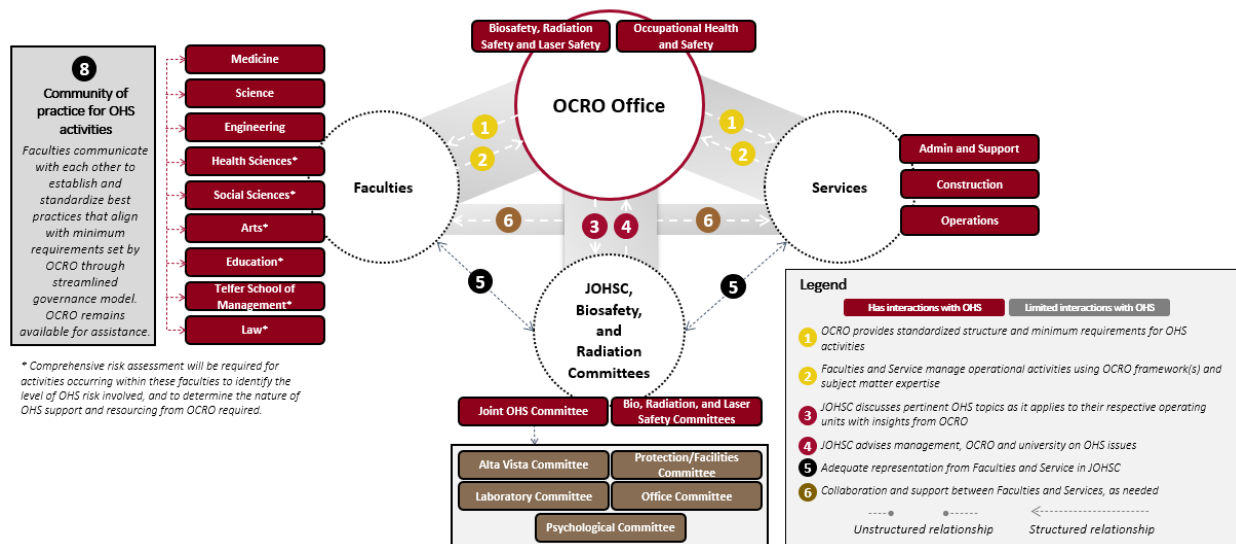 Biosafety, Radiation
Safety and Laser Safety
Occupational Health
and Safety
OCRO Office
8
Community of
practice for OHS
activities
Faculties communicate
with each other to
establish and
standardize best
practices that align
with minimum
requirements set by
OCRO through
streamlined
governance model.
OCRO remains
available for assistance.
Medicine
Science
Engineering
Health Sciences*
Social Sciences*
Arts*
Education*
Telfer School of
Management*
Law*
* Comprehensive risk assessment will be required for
activities occurring within these faculties to identify the
level of OHS risk involved, and to determine the nature of
OHS support and resourcing from OCRO required.
Faculties
1
2
1
2
Services
Admin and Support
Construction
Operations
6
3
4
6
5
5
JOHSC,
Biosafety,
and
Radiation
Committees
Joint OHS Committee
Bio, Radiation, and Laser
Safety Committees
Alta Vista Committee
Protection/Facilities
Committee
Laboratory Committee
Office Committee
Psychological Committee
Legend
Has interactions with OHS
Limited interactions with OHS
1 OCRO provides standardized structure and minimum requirements for OHS
activities
2 Faculties and Service manage operational activities using OCRO framework(s) and
subject matter expertise
3 JOHSC discusses pertinent OHS topics as it applies to their respective operating
units with insights from OCRO
4 JOHSC advises management, OCRO and university on OHS issues
5 Adequate representation from Faculties and Service in JOHSC
6 Collaboration and support between Faculties and Services, as needed
Unstructured relationship
Structured relationship